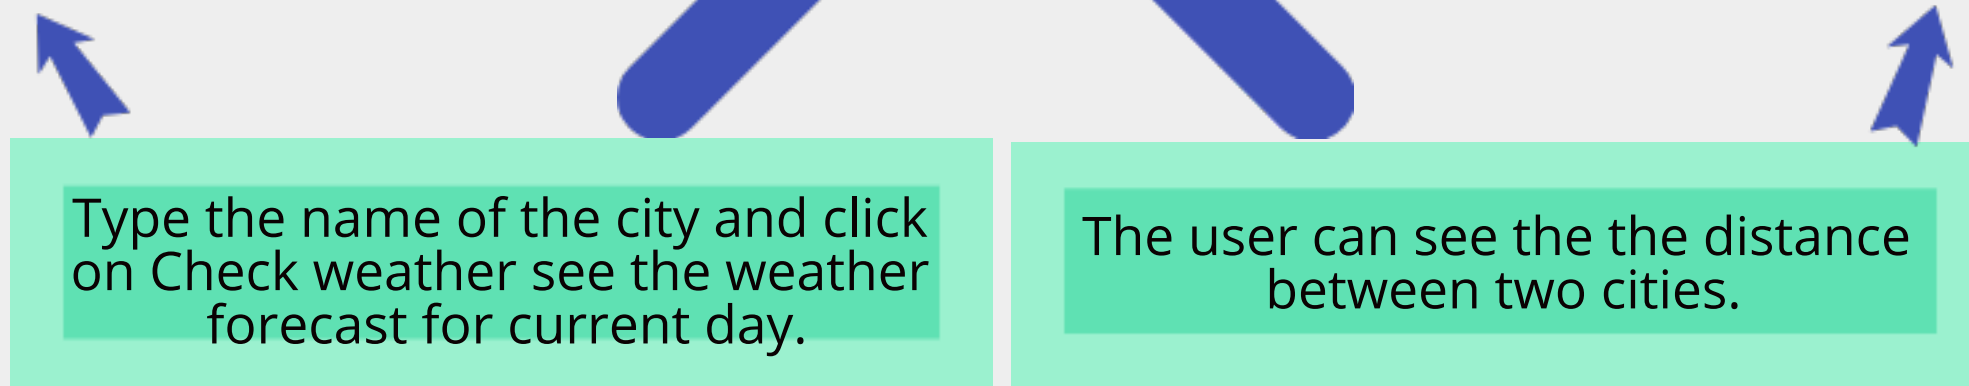 Type the name of the city and click
on Check weather see the weather
forecast for current day.
The user can see the the distance
between two cities.